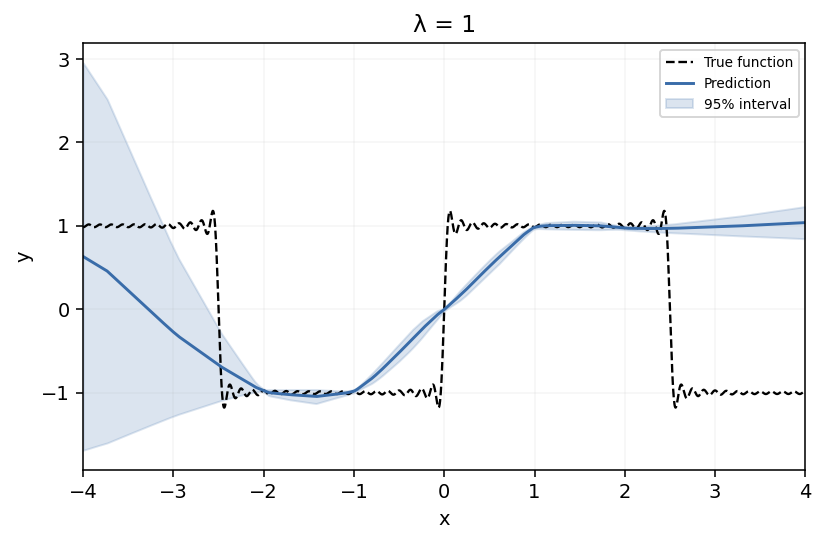 λ = 1
True function
Prediction
95% interval
3
2
1
0
−1
y
−4 −3 −2 −1 0 1 2 3 4
x